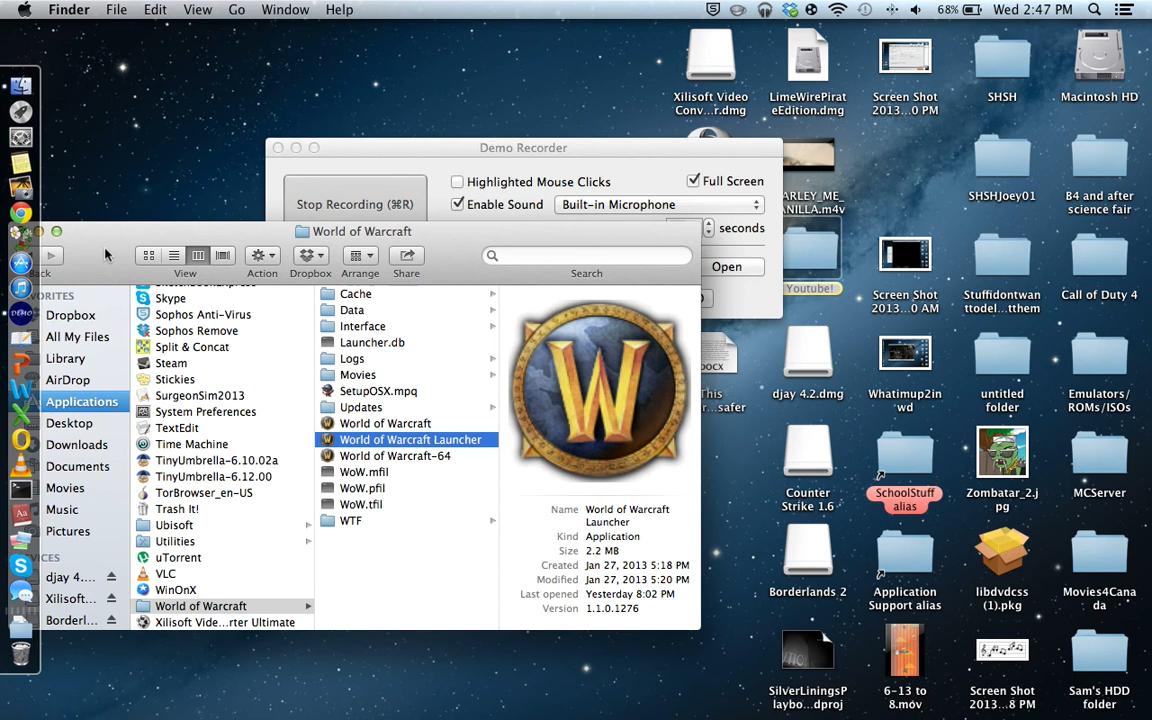 Finder File Edit View Go Window Help
68% Wed 2:47 PM
Xilisoft Video Conv...r.dmg
LimeWirePirat eEdition.dmg
Screen Shot 2013...0 PM
SHSH
Macintosh HD
Demo Recorder
Stop Recording (⌘R)
Highlighted Mouse Clicks
Full Screen
Enable Sound
Built-in Microphone
seconds
Open
ARLEY_ME_
ANILLA.m4v
SHSHJoey01
B4 and after science fair
Youtube!
Screen Shot 2013...0 AM
Stuffidontwan ttodel...tthem
Call of Duty 4
This
r...safer
DOCX
djay 4.2.dmg
Whatimup2in wd
untitled folder
Emulators/ ROMs/ISOs
Counter Strike 1.6
SchoolStuff alias
Zombatar_2.j pg
MCServer
Borderlands 2
Application Support alias
libdvdcss (1).pkg
Movies4Cana da
SilverLiningsP laybo...dproj
6-13 to 8.mov
Screen Shot 2013...8 PM
Sam's HDD folder
World of Warcraft
Back
View
Action
Dropbox
Arrange
Share
Search
FAVORITES
Dropbox
All My Files
Library
AirDrop
Applications
Desktop
Downloads
Documents
Movies
Music
Pictures
DEVICES
djay 4....
Xilisoft...
Borderl...
Skype
Sophos Anti-Virus
Sophos Remove
Split & Concat
Steam
Stickies
SurgeonSim2013
System Preferences
TextEdit
Time Machine
TinyUmbrella-6.10.02a
TinyUmbrella-6.12.00
TorBrowser_en-US
Trash It!
Ubisoft
Utilities
uTorrent
VLC
WinOnX
World of Warcraft
Xilisoft Vide...rter Ultimate
Cache
Data
Interface
Launcher.db
Logs
Movies
SetupOSX.mpq
Updates
World of Warcraft
World of Warcraft Launcher
World of Warcraft-64
WoW.mfil
WoW.pfil
WoW.tfil
WTF
W
Name World of Warcraft
Launcher
Kind Application
Size 2.2 MB
Created Jan 27, 2013 5:18 PM
Modified Jan 27, 2013 5:20 PM
Last opened Yesterday 8:02 PM
Version 1.1.0.1276
DEMO